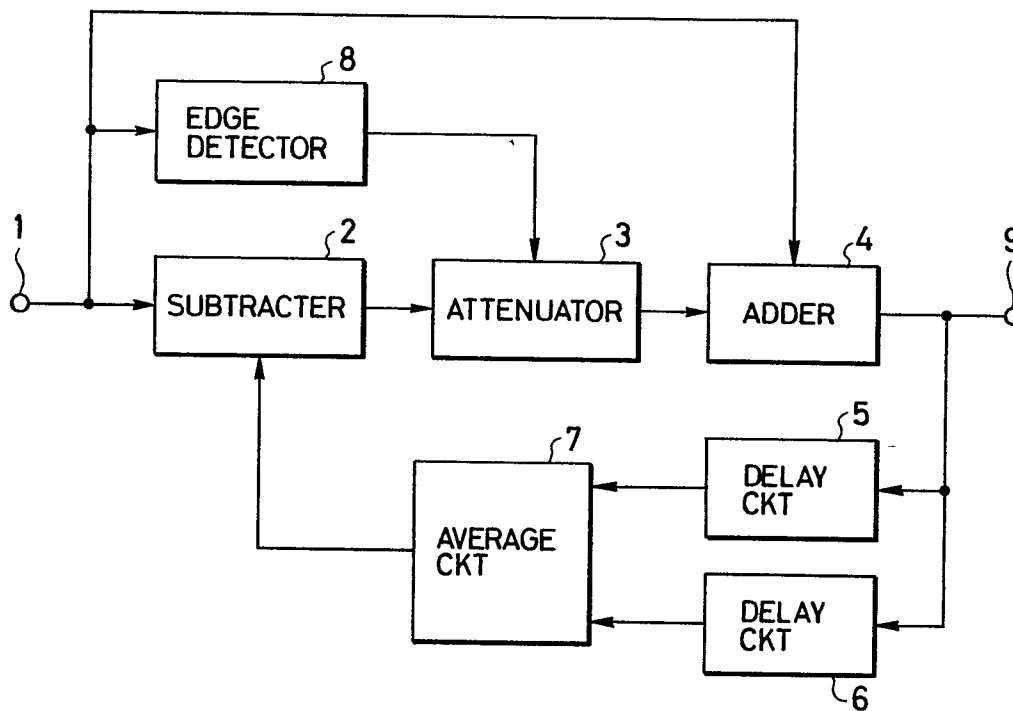 8
EDGE
DETECTOR
1
2
SUBTRACTER
3
ATTENUATOR
4
ADDER
9
5
DELAY
CKT
7
AVERAGE
CKT
DELAY
CKT
6